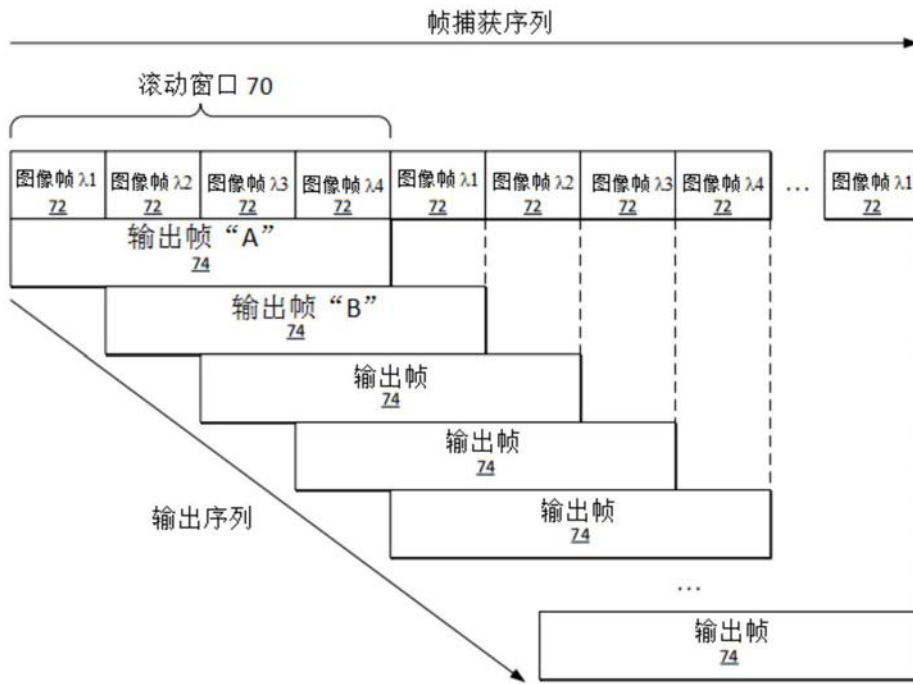 帧捕获序列
滚动窗口 70
图像帧 λ1 图像帧 λ2 图像帧 λ3 图像帧 λ4 图像帧 λ1 图像帧 λ2 图像帧 λ3 图像帧 λ4 ... 图像帧 λ1
72 72 72 72 72 72 72 72 72
输出帧“A”
74
输出帧“B”
74
输出帧
74
输出帧
74
输出序列
输出帧
74
...
输出帧
74